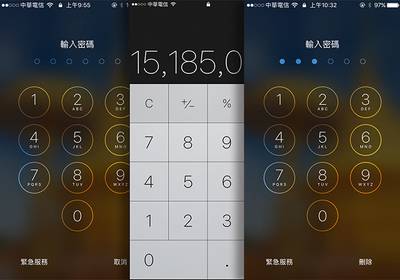 中華電信 上午9:55
輸入密碼
1
2
ABC
3
4
GHI
5
JKL
6
MNO
7
PQRS
8
TUV
9
WXYZ
0
緊急服務 取消
中華電信
15,185,0
C +/− %
7 8 9
4 5 6
1 2 3
0 .
中華電信 上午10:32 97%
輸入密碼
1
2
ABC
3
DEF
4
GHI
5
JKL
6
MNO
7
PQRS
8
TUV
9
WXYZ
0
緊急服務 刪除